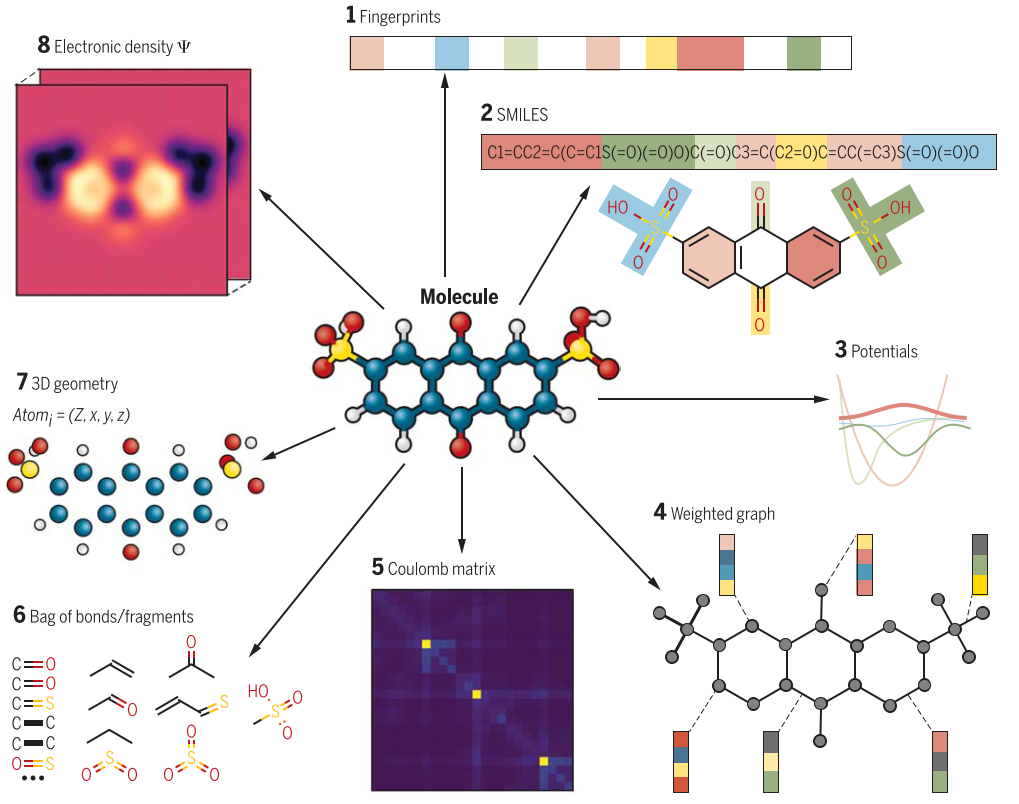 1 Fingerprints
8 Electronic density Ψ
2 SMILES
C1=CC2=C(C=C1S(=O)(=O)O)C(=O)C3=C(C2=O)C=CC(=C3)S(=O)(=O)O
HO
O
O
S
O
O
S
OH
O
O
Molecule
3 Potentials
7 3D geometry
Atomi = (Z, x, y, z)
4 Weighted graph
5 Coulomb matrix
6 Bag of bonds/fragments
C=O
C=O
C=S
C C
C C
O=S
•••
O
O
S
HO
S
O
O
S
O
O
O
S
O
O